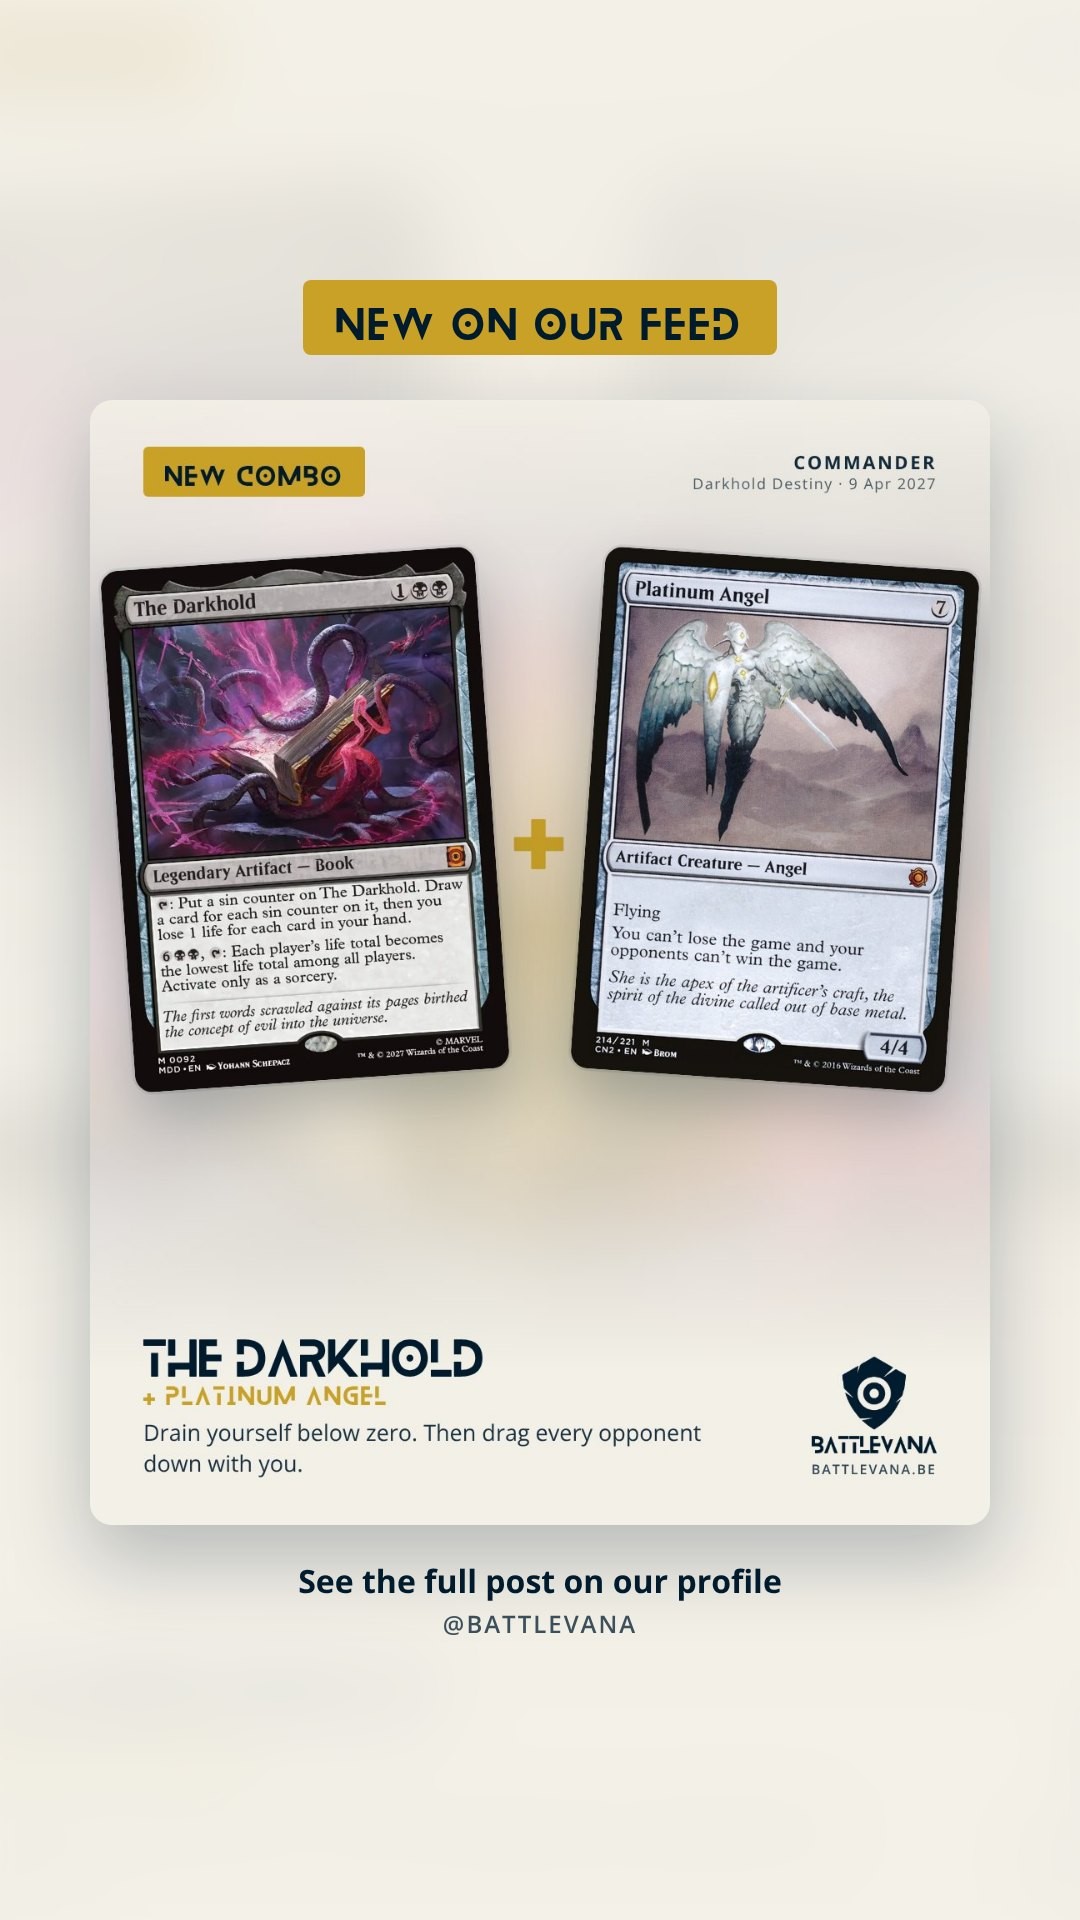 NEW ON OUR FEED
NEW COMBO
COMMANDER
Darkhold Destiny · 9 Apr 2027
The Darkhold
1
Legendary Artifact — Book
: Put a sin counter on The Darkhold. Draw
a card for each sin counter on it, then you
lose 1 life for each card in your hand.
6 , : Each player's life total becomes
the lowest life total among all players.
Activate only as a sorcery.
The first words scrawled against its pages birthed
the concept of evil into the universe.
M 0092
MDD • EN YOHANN SCHEPACZ
© MARVEL
™ & © 2027 Wizards of the Coast
+
Platinum Angel
7
Artifact Creature — Angel
Flying
You can't lose the game and your
opponents can't win the game.
She is the apex of the artificer's craft, the
spirit of the divine called out of base metal.
4/4
214/221 M
CN2 • EN BROM
™ & © 2016 Wizards of the Coast
THE DARKHOLD
+ PLATINUM ANGEL
Drain yourself below zero. Then drag every opponent
down with you.
BATTLEVANA
BATTLEVANA.BE
See the full post on our profile
@BATTLEVANA